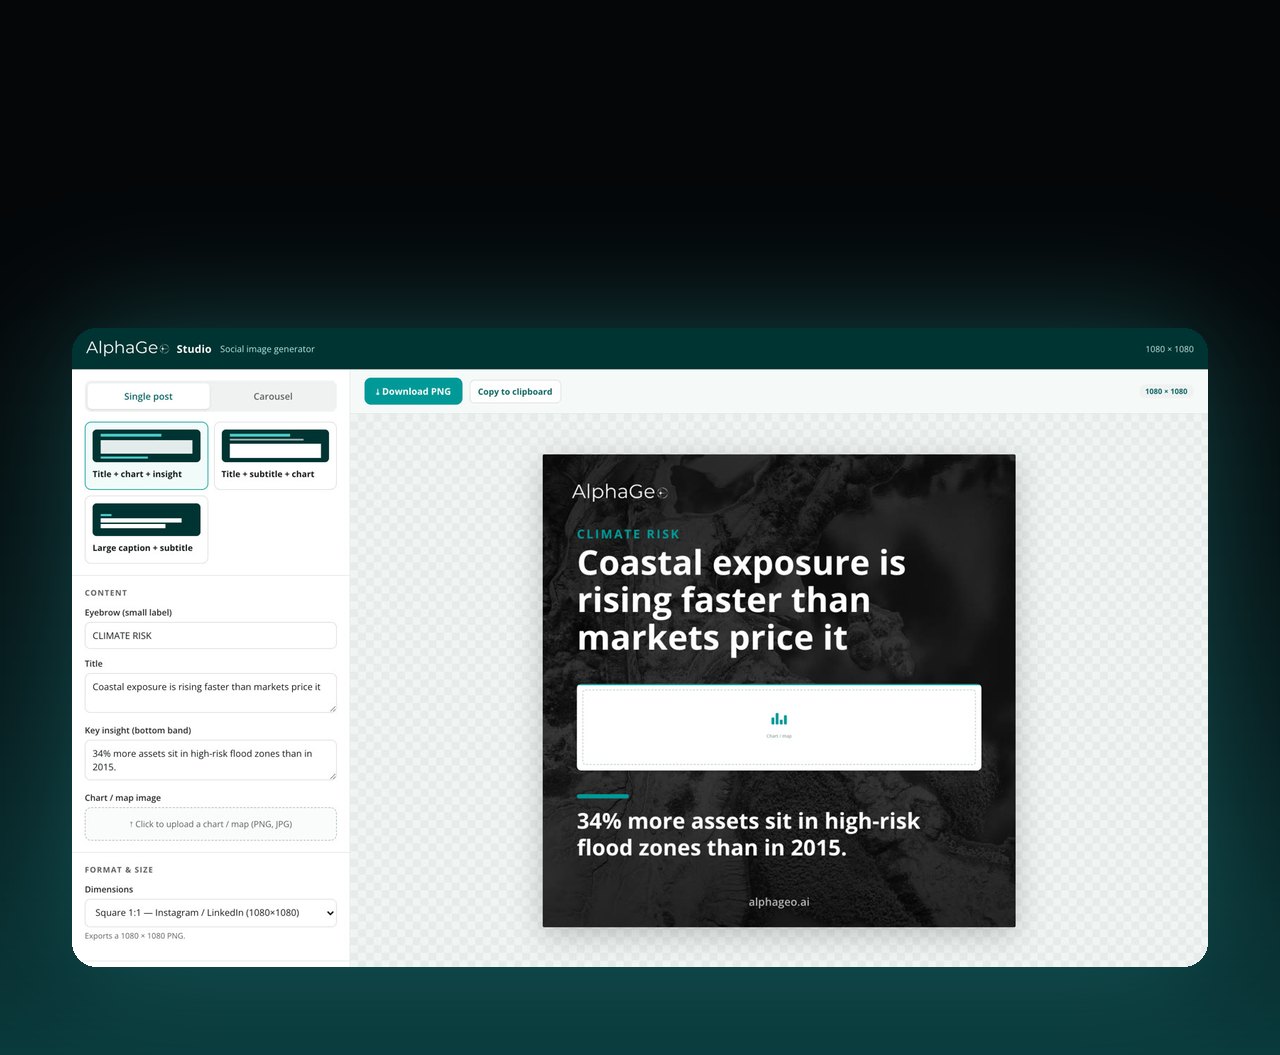 AlphaGeo Studio Social image generator 1080 × 1080
Single post Carousel
Title + chart + insight Title + subtitle + chart
Large caption + subtitle
CONTENT
Eyebrow (small label)
CLIMATE RISK
Title
Coastal exposure is rising faster than markets price it
Key insight (bottom band)
34% more assets sit in high-risk flood zones than in
2015.
Chart / map image
↑ Click to upload a chart / map (PNG, JPG)
FORMAT & SIZE
Dimensions
Square 1:1 — Instagram / LinkedIn (1080×1080)
Exports a 1080 × 1080 PNG.
↓ Download PNG Copy to clipboard 1080 × 1080
AlphaGeo
CLIMATE RISK
Coastal exposure is
rising faster than
markets price it
Chart / map
34% more assets sit in high-risk
flood zones than in 2015.
alphageo.ai